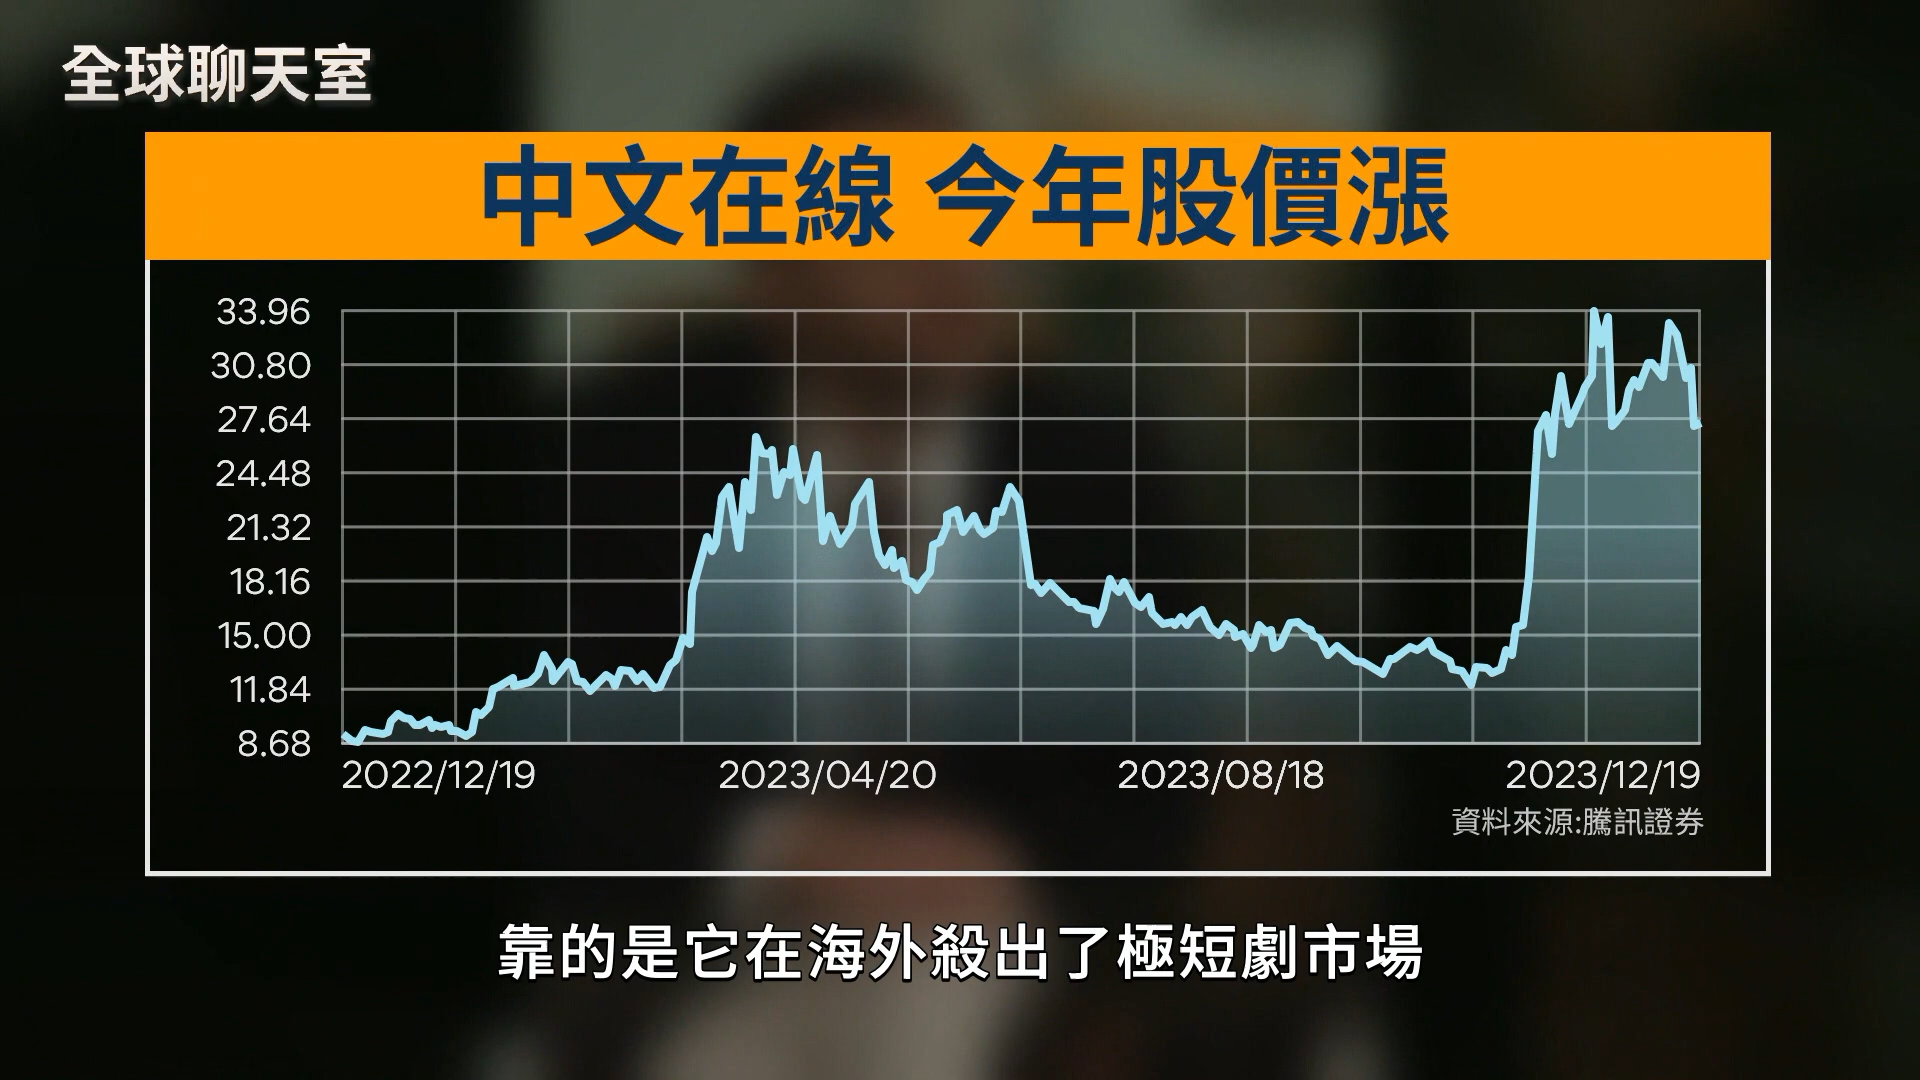 全球聊天室
中文在線 今年股價漲
33.96
30.80
27.64
24.48
21.32
18.16
15.00
11.84
8.68
2022/12/19 2023/04/20 2023/08/18 2023/12/19
資料來源:騰訊證券
靠的是它在海外殺出了極短劇市場